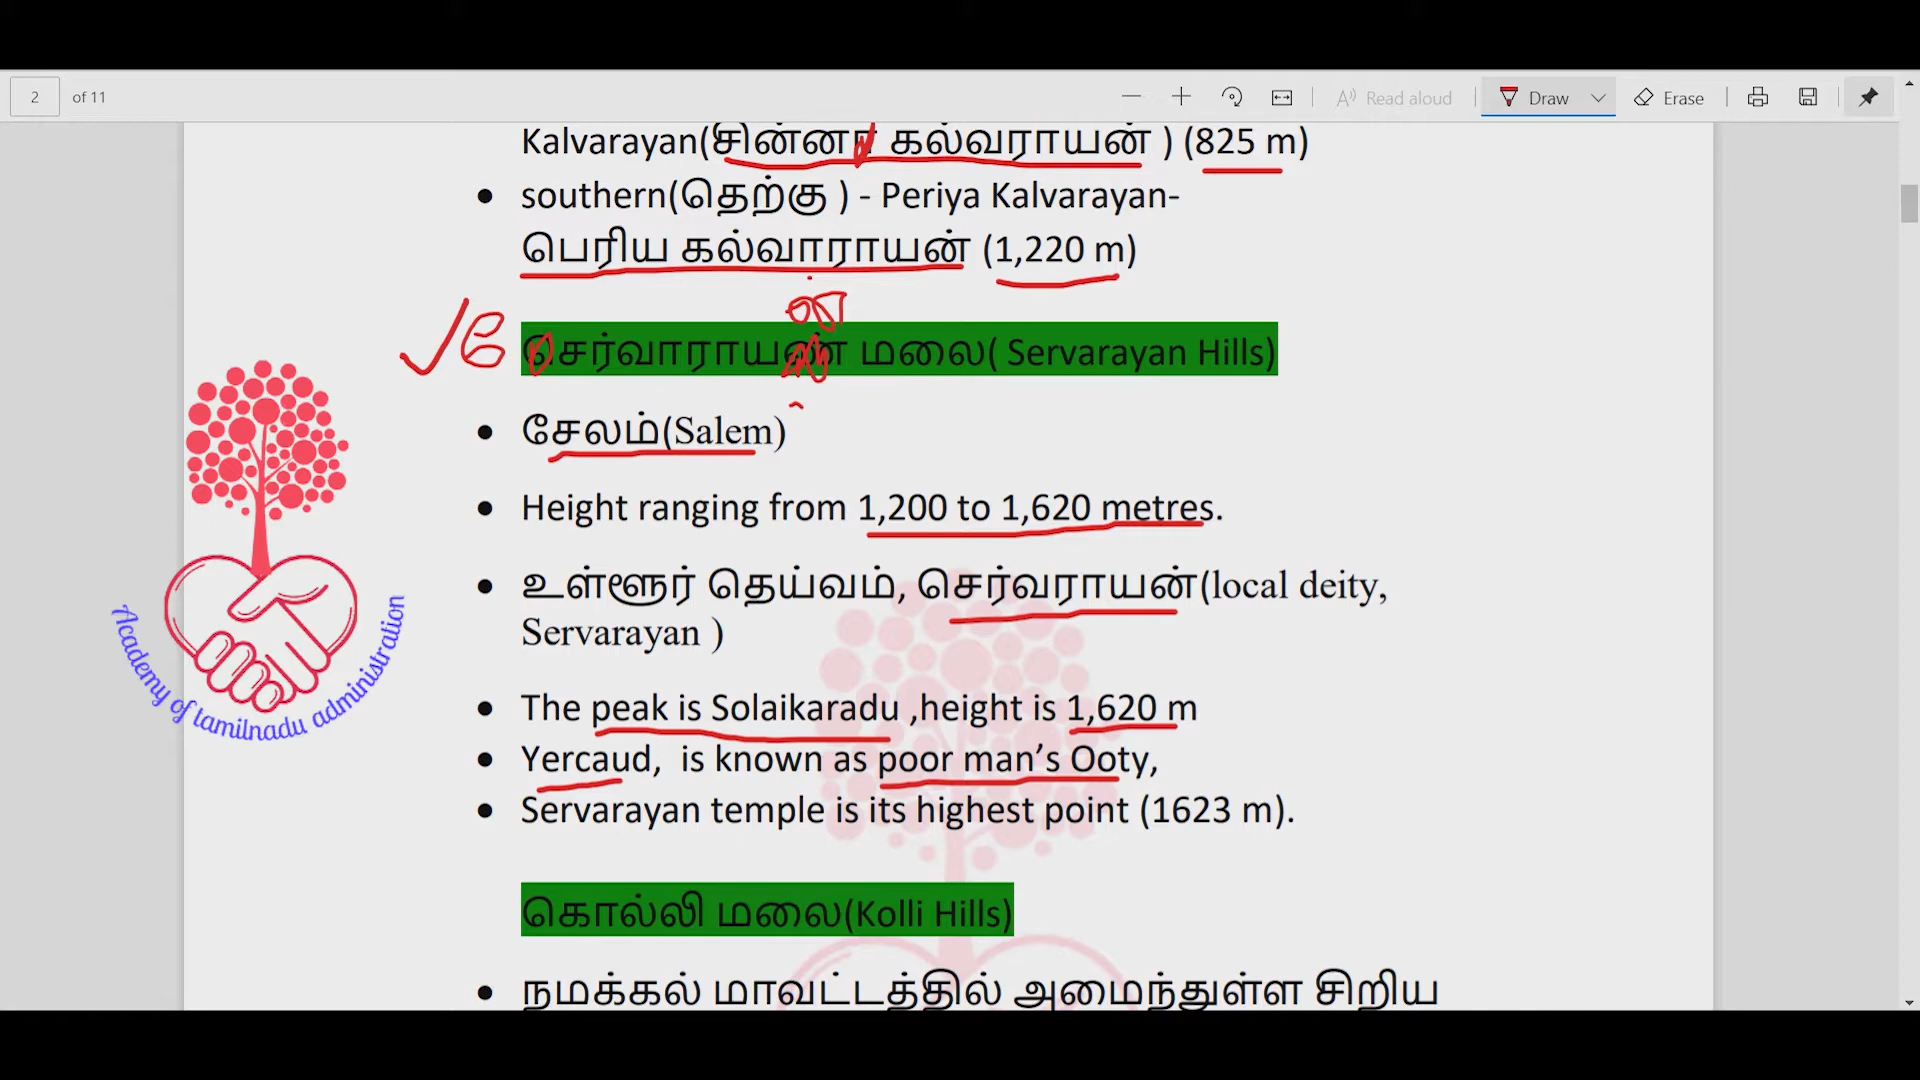 2 of 11 Read aloud Draw Erase
Kalvarayan(சின்னர கல்வராயன் ) (825 m)
• southern(தெற்கு ) - Periya Kalvarayan-
பெரிய கல்வாராயன் (1,220 m)
செர்வாராயண் மலை( Servarayan Hills)
• சேலம்(Salem)
• Height ranging from 1,200 to 1,620 metres.
• உள்ளூர் தெய்வம், செர்வராயன்(local deity,
Servarayan )
• The peak is Solaikaradu ,height is 1,620 m
• Yercaud,  is known as poor man’s Ooty,
• Servarayan temple is its highest point (1623 m).
கொல்லி மலை(Kolli Hills)
• நமக்கல் மாவட்டத்தில் அமைந்துள்ள சிறிய
Academy of tamilnadu administration